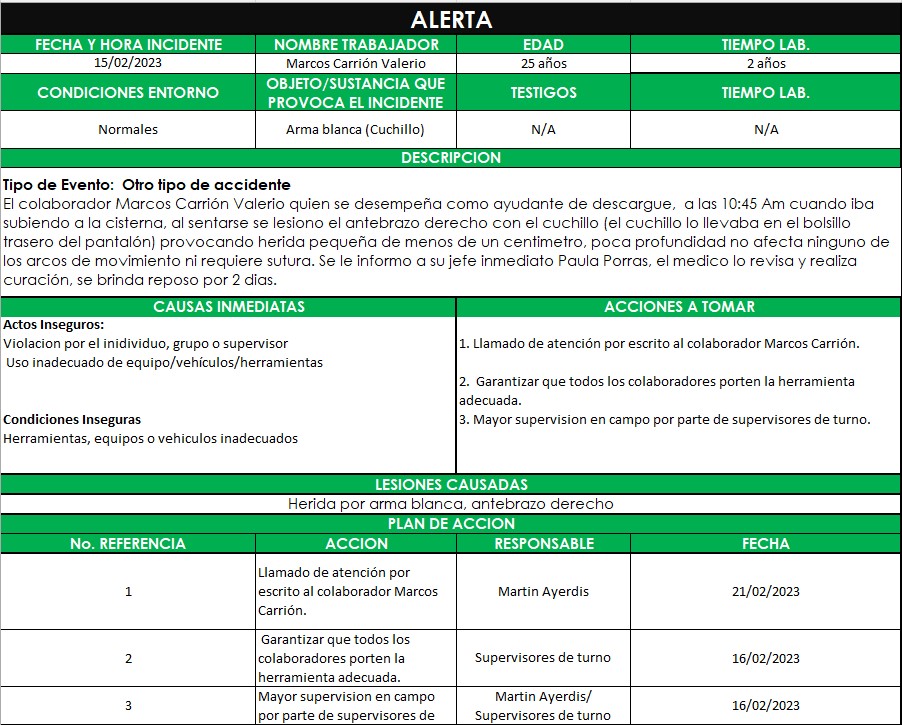 ALERTA
FECHA Y HORA INCIDENTE NOMBRE TRABAJADOR EDAD TIEMPO LAB.
15/02/2023 Marcos Carrión Valerio 25 años 2 años
CONDICIONES ENTORNO OBJETO/SUSTANCIA QUE PROVOCA EL INCIDENTE TESTIGOS TIEMPO LAB.
Normales Arma blanca (Cuchillo) N/A N/A
DESCRIPCION
Tipo de Evento: Otro tipo de accidente
El colaborador Marcos Carrión Valerio quien se desempeña como ayudante de descargue, a las 10:45 Am cuando iba
subiendo a la cisterna, al sentarse se lesiono el antebrazo derecho con el cuchillo (el cuchillo lo llevaba en el bolsillo
trasero del pantalón) provocando herida pequeña de menos de un centimetro, poca profundidad no afecta ninguno de
los arcos de movimiento ni requiere sutura. Se le informo a su jefe inmediato Paula Porras, el medico lo revisa y realiza
curación, se brinda reposo por 2 dias.
CAUSAS INMEDIATAS
Actos Inseguros:
Violacion por el inidividuo, grupo o supervisor
Uso inadecuado de equipo/vehículos/herramientas
Condiciones Inseguras
Herramientas, equipos o vehiculos inadecuados
ACCIONES A TOMAR
1. Llamado de atención por escrito al colaborador Marcos Carrión.
2. Garantizar que todos los colaboradores porten la herramienta
adecuada.
3. Mayor supervision en campo por parte de supervisores de turno.
LESIONES CAUSADAS
Herida por arma blanca, antebrazo derecho
PLAN DE ACCION
No. REFERENCIA ACCION RESPONSABLE FECHA
1
Llamado de atención por
escrito al colaborador Marcos
Carrión.
Martin Ayerdis
21/02/2023
2
Garantizar que todos los
colaboradores porten la
herramienta adecuada.
Supervisores de turno
16/02/2023
3
Mayor supervision en campo
por parte de supervisores de
Martin Ayerdis/
Supervisores de turno
16/02/2023